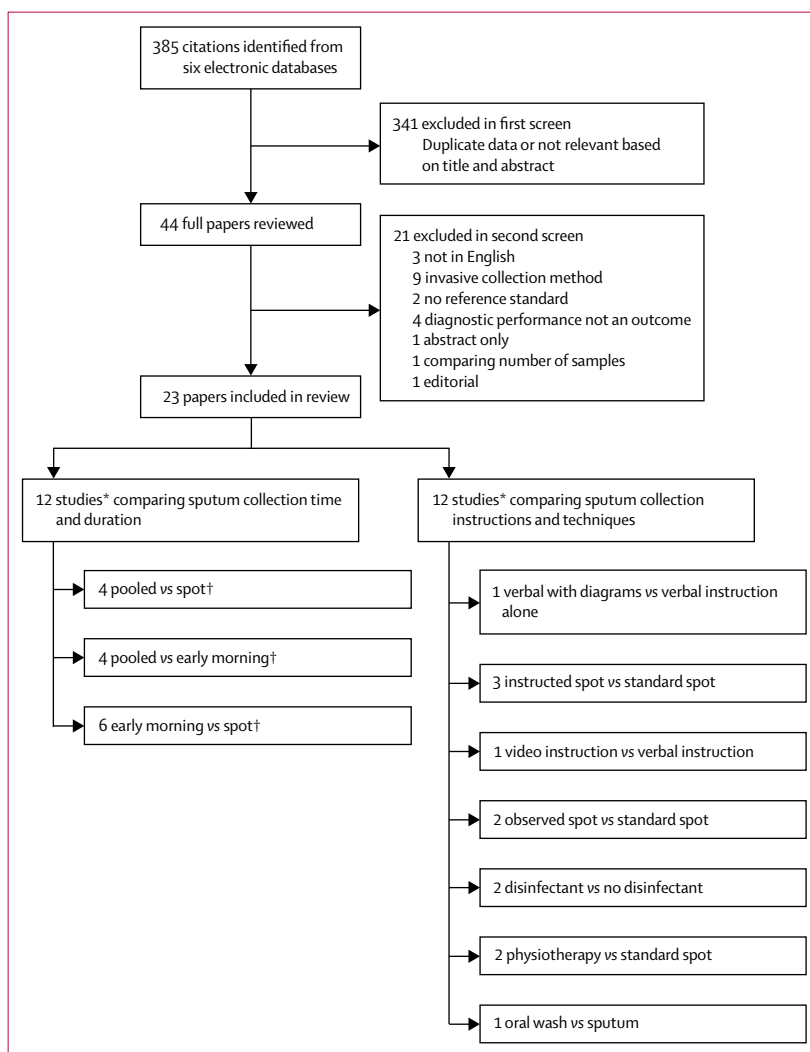 385 citations identified from
six electronic databases
341 excluded in first screen
Duplicate data or not relevant based
on title and abstract
44 full papers reviewed
21 excluded in second screen
3 not in English
9 invasive collection method
2 no reference standard
4 diagnostic performance not an outcome
1 abstract only
1 comparing number of samples
1 editorial
23 papers included in review
12 studies* comparing sputum collection time
and duration
4 pooled vs spot†
4 pooled vs early morning†
6 early morning vs spot†
12 studies* comparing sputum collection
instructions and techniques
1 verbal with diagrams vs verbal instruction
alone
3 instructed spot vs standard spot
1 video instruction vs verbal instruction
2 observed spot vs standard spot
2 disinfectant vs no disinfectant
2 physiotherapy vs standard spot
1 oral wash vs sputum